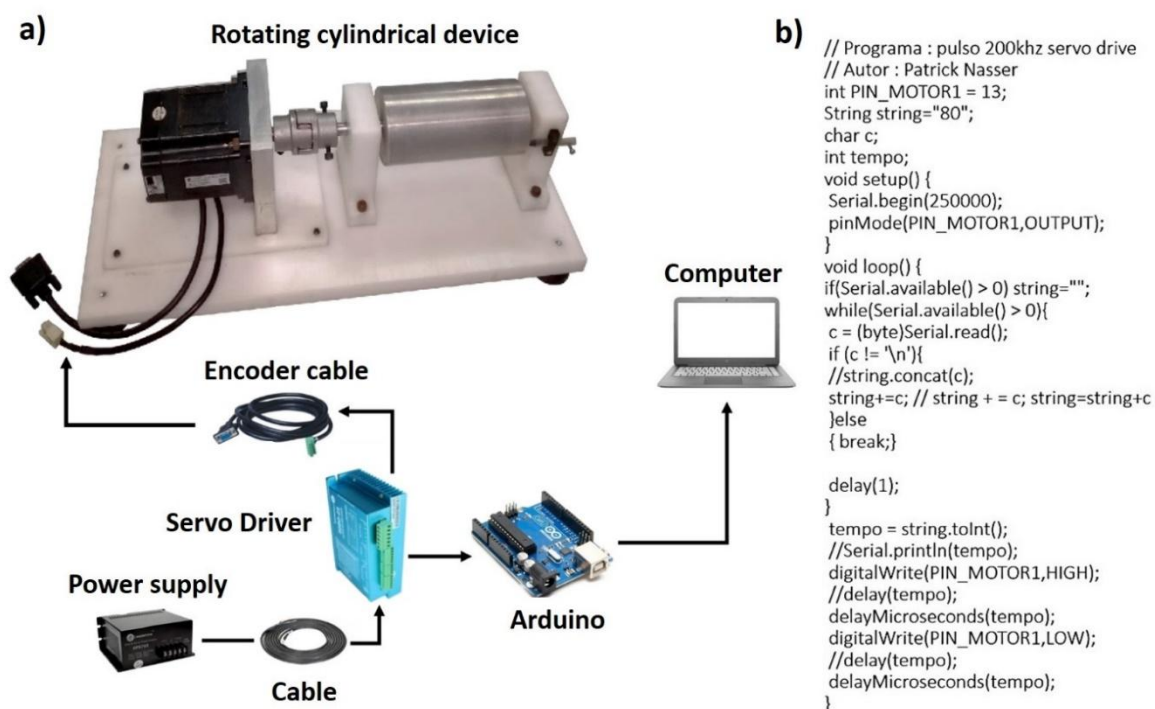 a)
Rotating cylindrical device
Computer
Encoder cable
Servo Driver
Power supply
Arduino
Cable
b)
// Programa : pulso 200khz servo drive
// Autor : Patrick Nasser
int PIN_MOTOR1 = 13;
String string="80";
char c;
int tempo;
void setup() {
Serial.begin(250000);
pinMode(PIN_MOTOR1,OUTPUT);
}
void loop() {
if(Serial.available() > 0) string="";
while(Serial.available() > 0){
c = (byte)Serial.read();
if (c != '\n'){
//string.concat(c);
string+=c; // string + = c; string=string+c
}else
{ break;}
delay(1);
}
tempo = string.toInt();
//Serial.println(tempo);
digitalWrite(PIN_MOTOR1,HIGH);
//delay(tempo);
delayMicroseconds(tempo);
digitalWrite(PIN_MOTOR1,LOW);
//delay(tempo);
delayMicroseconds(tempo);
}